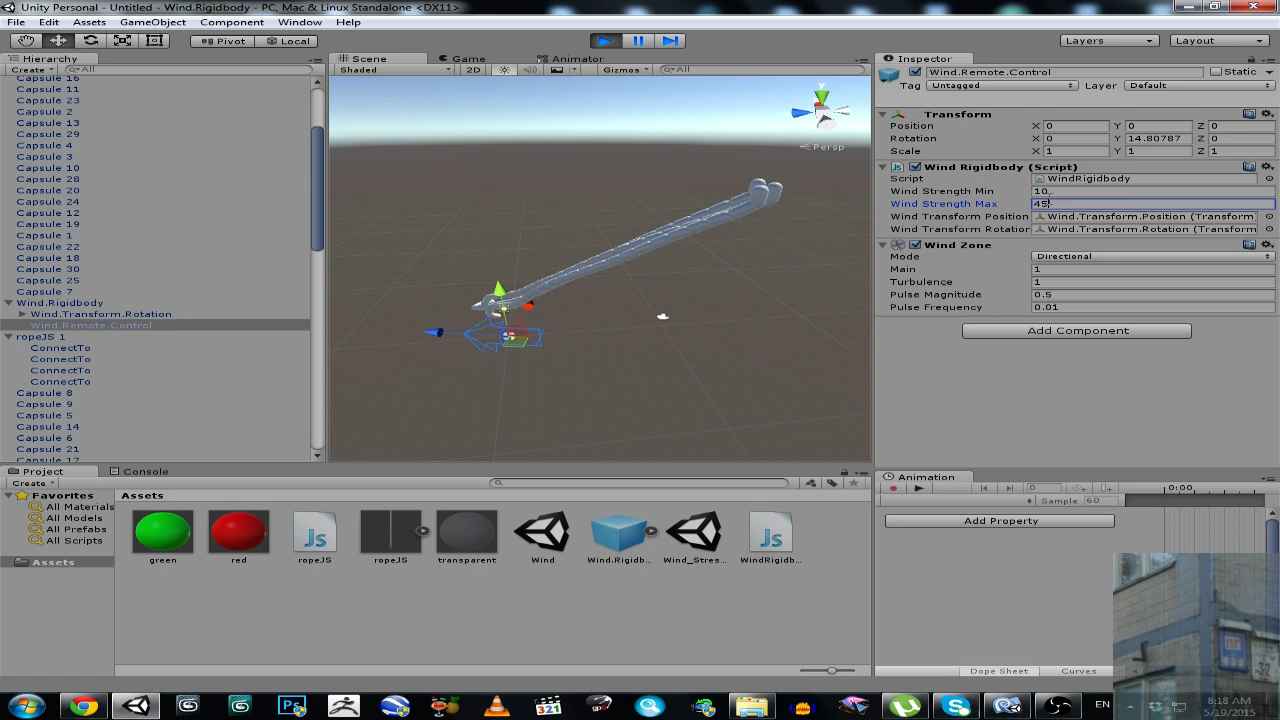 Unity Personal - Untitled - Wind.Rigidbody - PC, Mac & Linux Standalone <DX11>
File Edit Assets GameObject Component Window Help
Pivot Local Layers Layout
Hierarchy
Create All
Capsule 16
Capsule 11
Capsule 23
Capsule 2
Capsule 13
Capsule 29
Capsule 4
Capsule 3
Capsule 10
Capsule 28
Capsule 20
Capsule 24
Capsule 12
Capsule 19
Capsule 1
Capsule 22
Capsule 18
Capsule 30
Capsule 25
Capsule 7
Wind.Rigidbody
Wind.Transform.Rotation
Wind.Remote.Control
ropeJS 1
ConnectTo
ConnectTo
ConnectTo
ConnectTo
Capsule 8
Capsule 9
Capsule 5
Capsule 14
Capsule 6
Capsule 21
Capsule 17
Scene Game Animator
Shaded 2D Gizmos All
y
Persp
Inspector
Wind.Remote.Control Static
Tag Untagged Layer Default
Transform
Position X 0 Y 0 Z 0
Rotation X 0 Y 14.80787 Z 0
Scale X 1 Y 1 Z 1
Wind Rigidbody (Script)
Script WindRigidbody
Wind Strength Min 10
Wind Strength Max 45
Wind Transform Position Wind.Transform.Position (Transform
Wind Transform Rotation Wind.Transform.Rotation (Transform
Wind Zone
Mode Directional
Main 1
Turbulence 1
Pulse Magnitude 0.5
Pulse Frequency 0.01
Add Component
Project Console
Create
Favorites
All Materials
All Models
All Prefabs
All Scripts
Assets
Assets
Js Js
green red ropeJS ropeJS transparent Wind Wind.Rigidb... Wind_Stres... WindRigidb...
Animation
0 0:00
Sample 60
Add Property
Dope Sheet Curves
321
EN
8:18 AM
5/19/2015